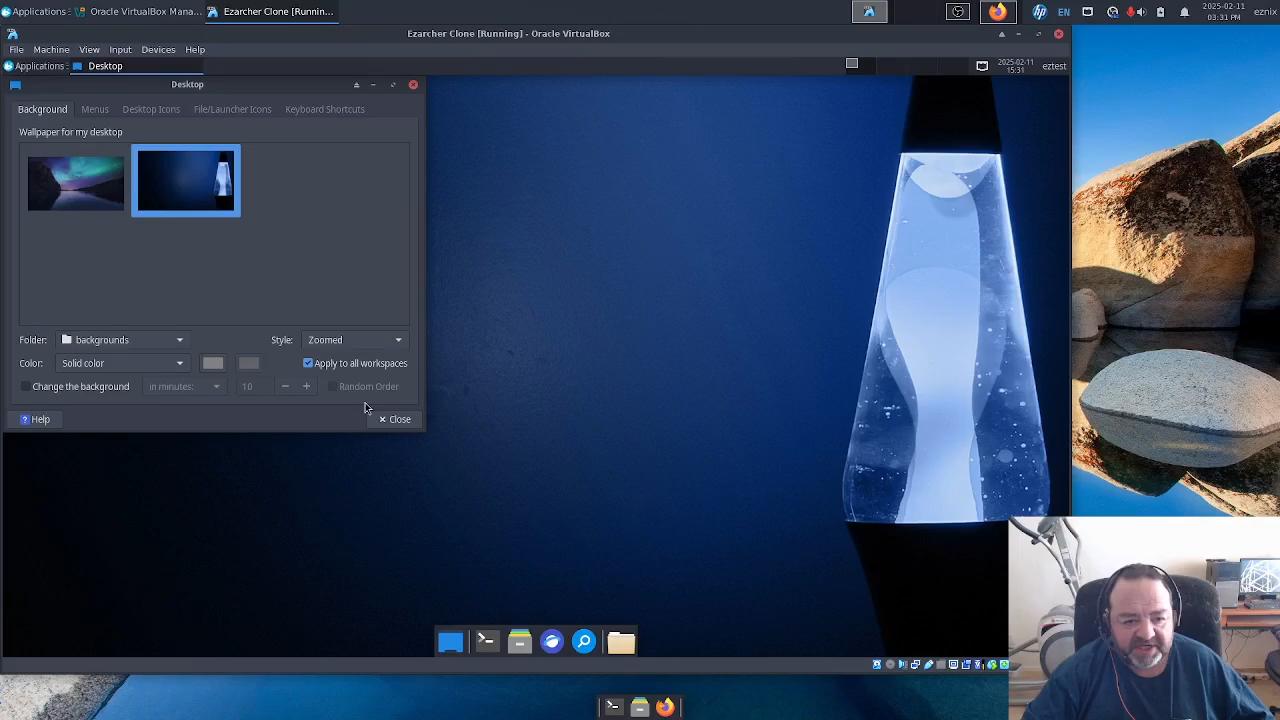 Applications Oracle VirtualBox Mana... Ezarcher Clone [Runnin... EN 2025-02-11 03:31 PM eznix
Ezarcher Clone [Running] - Oracle VirtualBox
File Machine View Input Devices Help
Applications Desktop 2025-02-11 15:31 eztest
Desktop
Background Menus Desktop Icons File/Launcher Icons Keyboard Shortcuts
Wallpaper for my desktop
Folder: backgrounds Style: Zoomed
Color: Solid color Apply to all workspaces
Change the background in minutes: 10 Random Order
Help Close